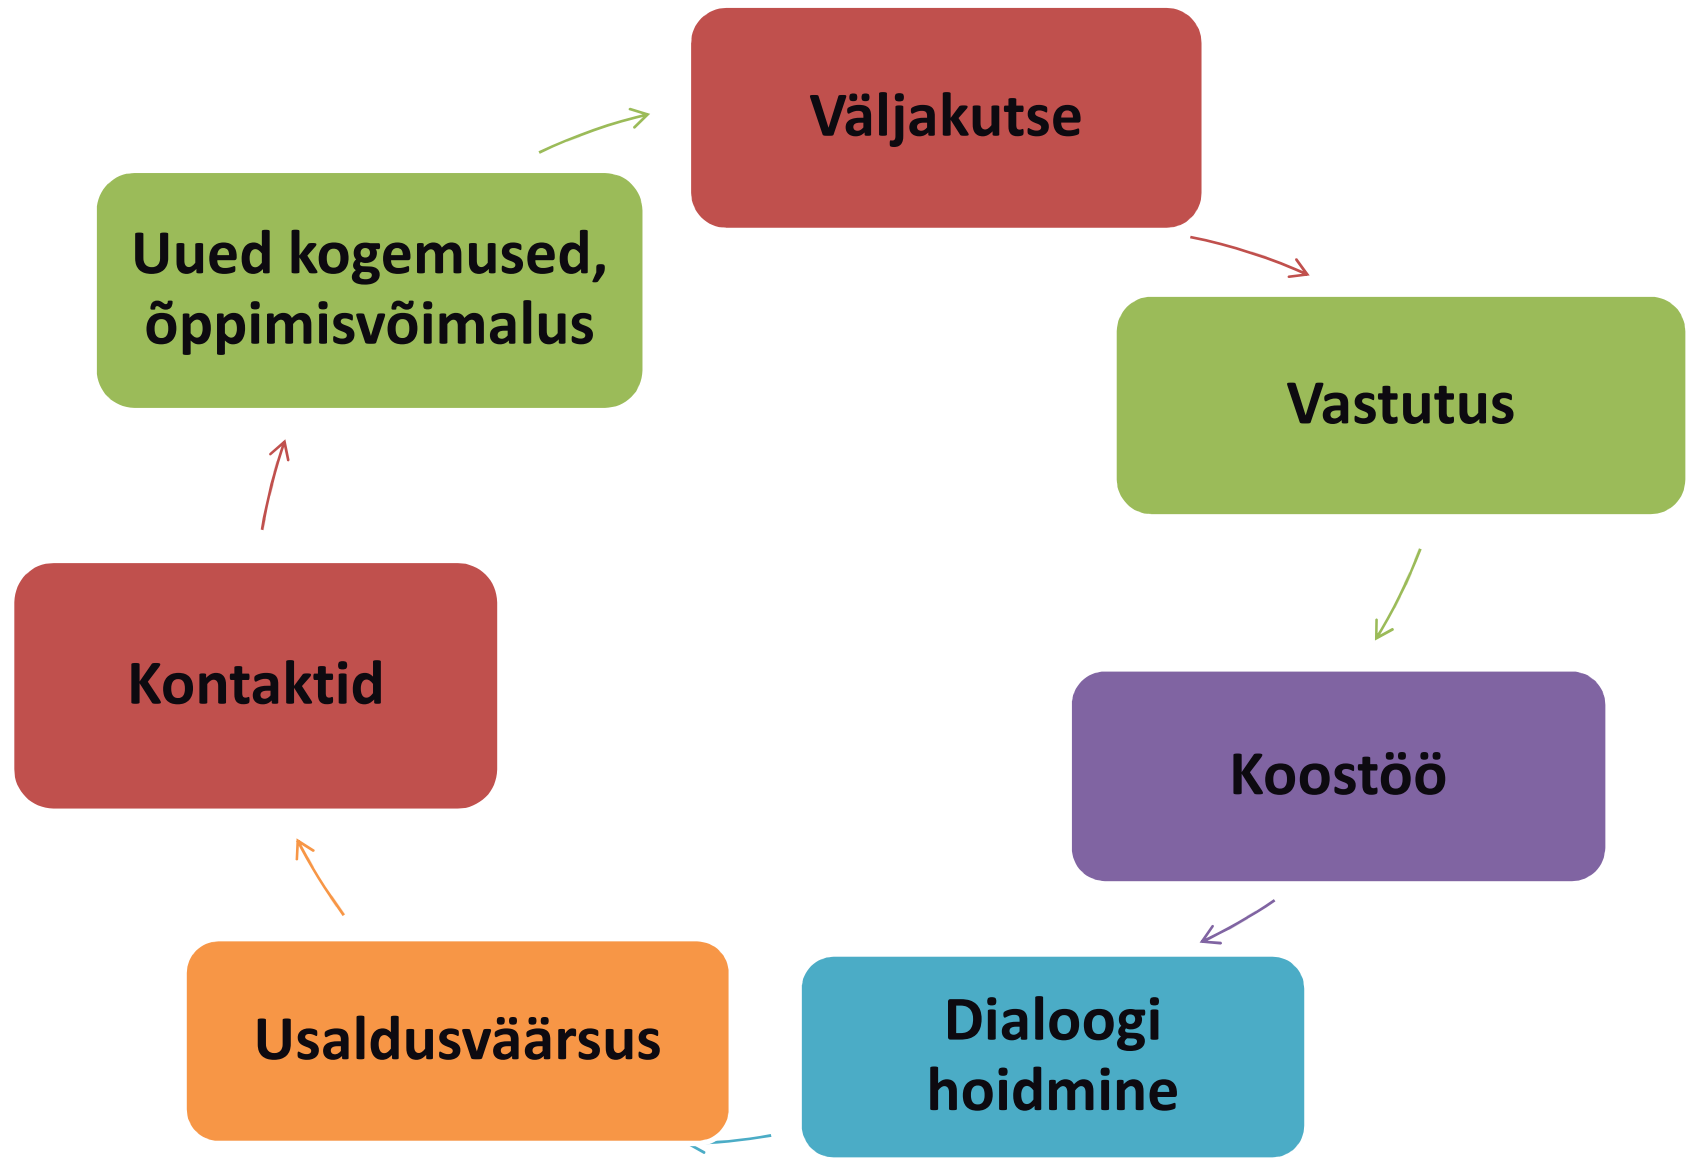 Väljakutse
Vastutus
Koostöö
Dialoogi
hoidmine
Usaldusväärsus
Kontaktid
Uued kogemused,
õppimisvõimalus